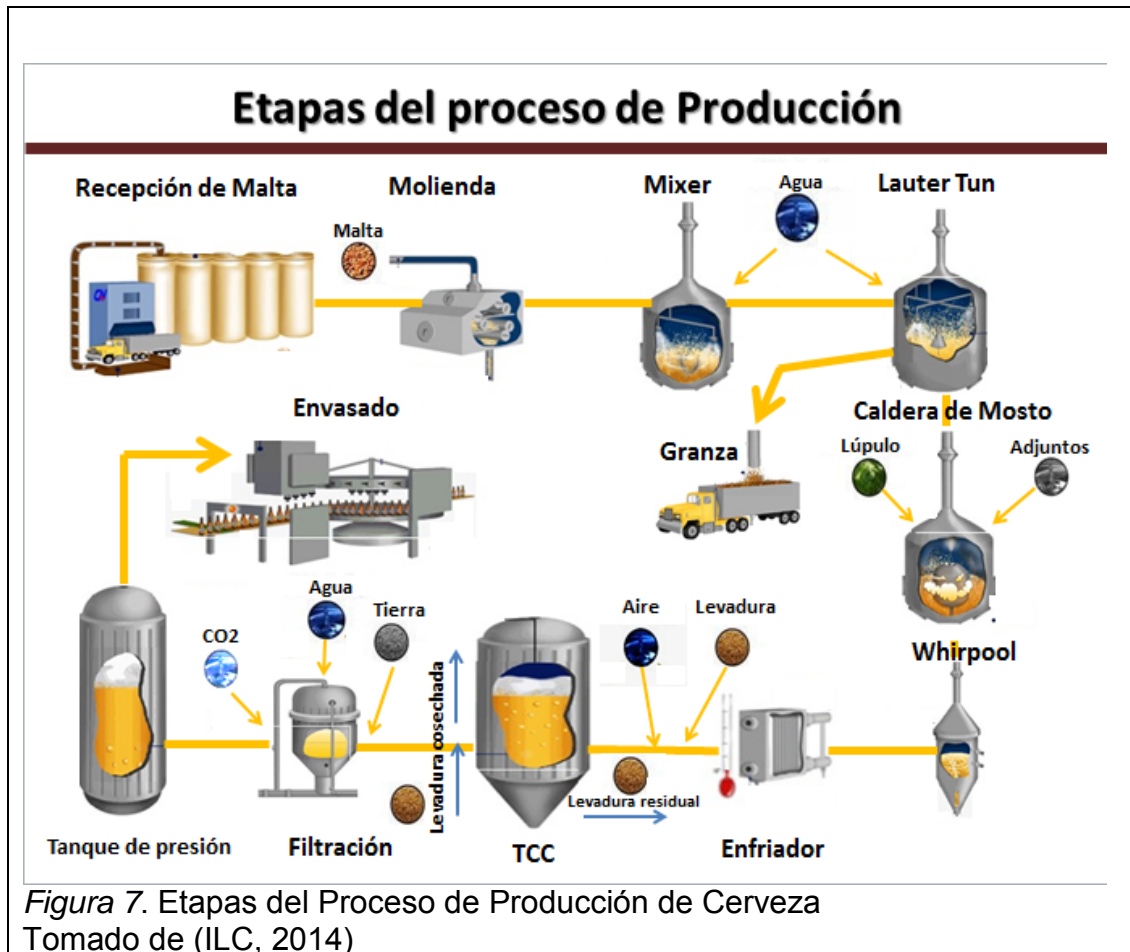 Etapas del proceso de Producción
Recepción de Malta
Molienda
Mixer
Agua
Lauter Tun
Malta
Envasado
Granza
Caldera de Mosto
Lúpulo
Adjuntos
Agua
Tierra
CO2
Levadura cosechada
Aire
Levadura
Whirpool
Levadura residual
Tanque de presión
Filtración
TCC
Enfriador
Figura 7. Etapas del Proceso de Producción de Cerveza
Tomado de (ILC, 2014)